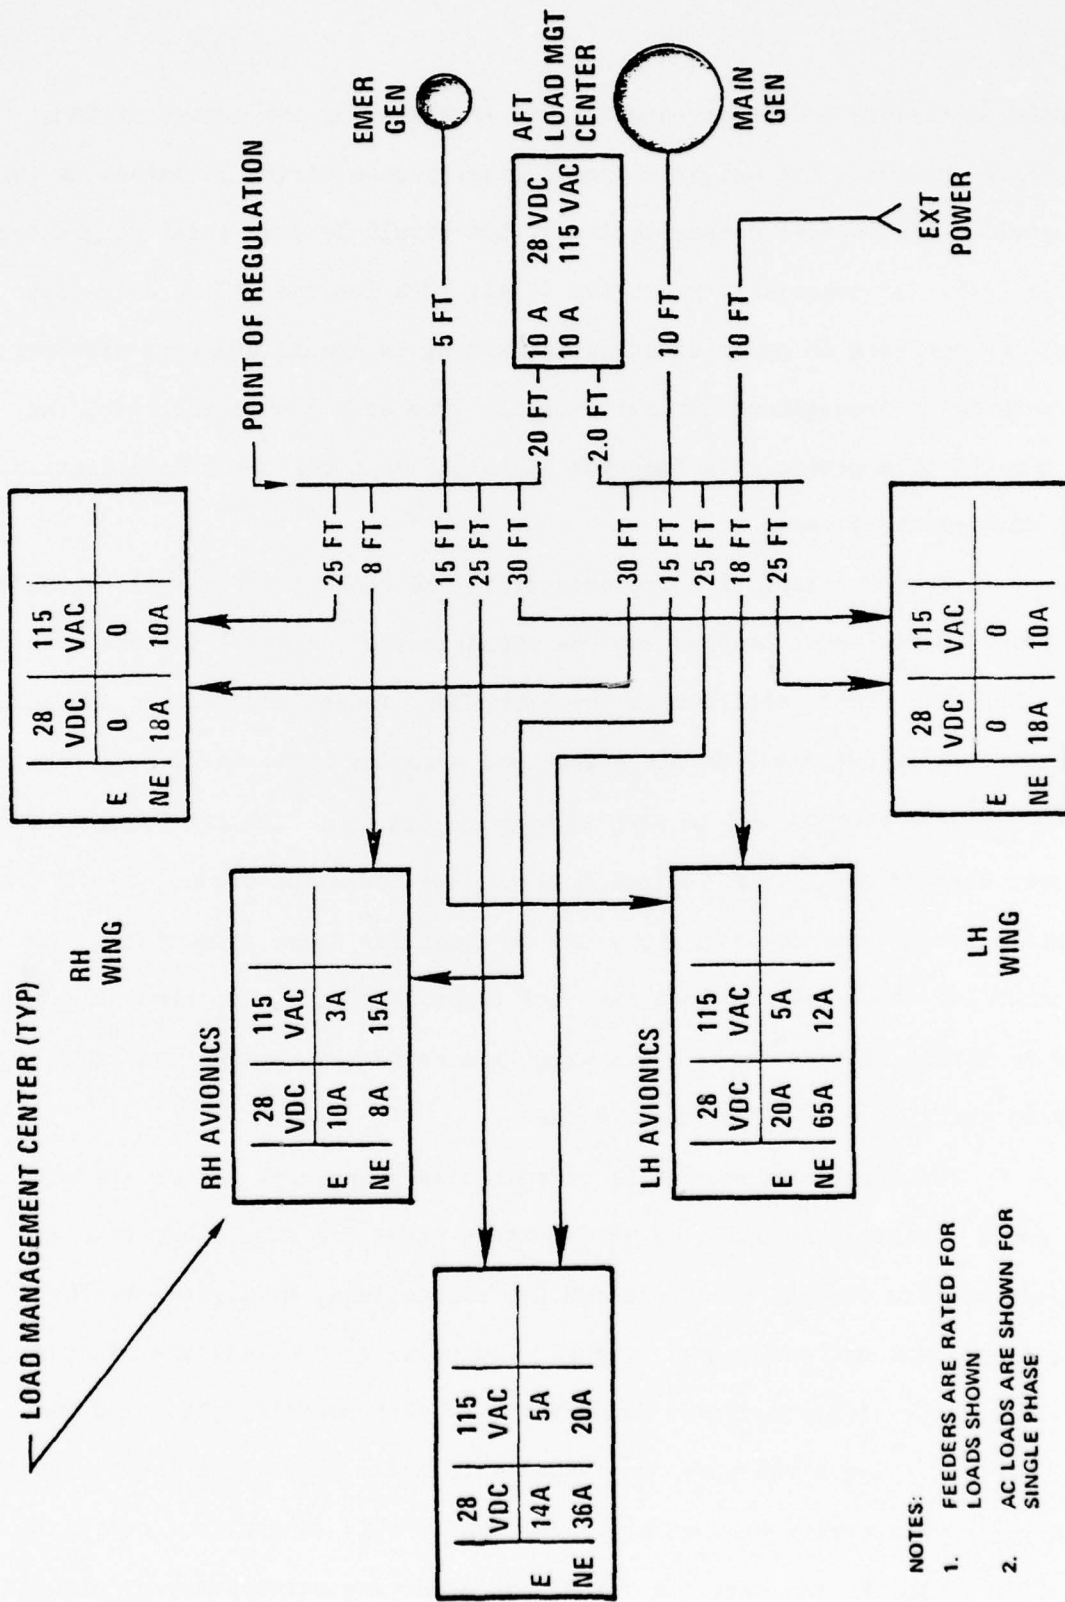 LOAD MANAGEMENT CENTER (TYP)
RH
WING
28
VDC
115
VAC
E
0
0
NE
18A
10A
POINT OF REGULATION
RH AVIONICS
28
VDC
115
VAC
E
10A
3A
NE
8A
15A
25 FT
8 FT
15 FT
25 FT
30 FT
5 FT
EMER
GEN
28
VDC
115
VAC
E
14A
5A
NE
36A
20A
20 FT
2.0 FT
10 A 28 VDC
10 A 115 VAC
AFT
LOAD MGT
CENTER
30 FT
15 FT
25 FT
18 FT
25 FT
10 FT
10 FT
MAIN
GEN
EXT
POWER
LH AVIONICS
28
VDC
115
VAC
E
20A
5A
NE
65A
12A
LH
WING
28
VDC
115
VAC
E
0
0
NE
18A
10A
NOTES:
1. FEEDERS ARE RATED FOR
LOADS SHOWN
2. AC LOADS ARE SHOWN FOR
SINGLE PHASE